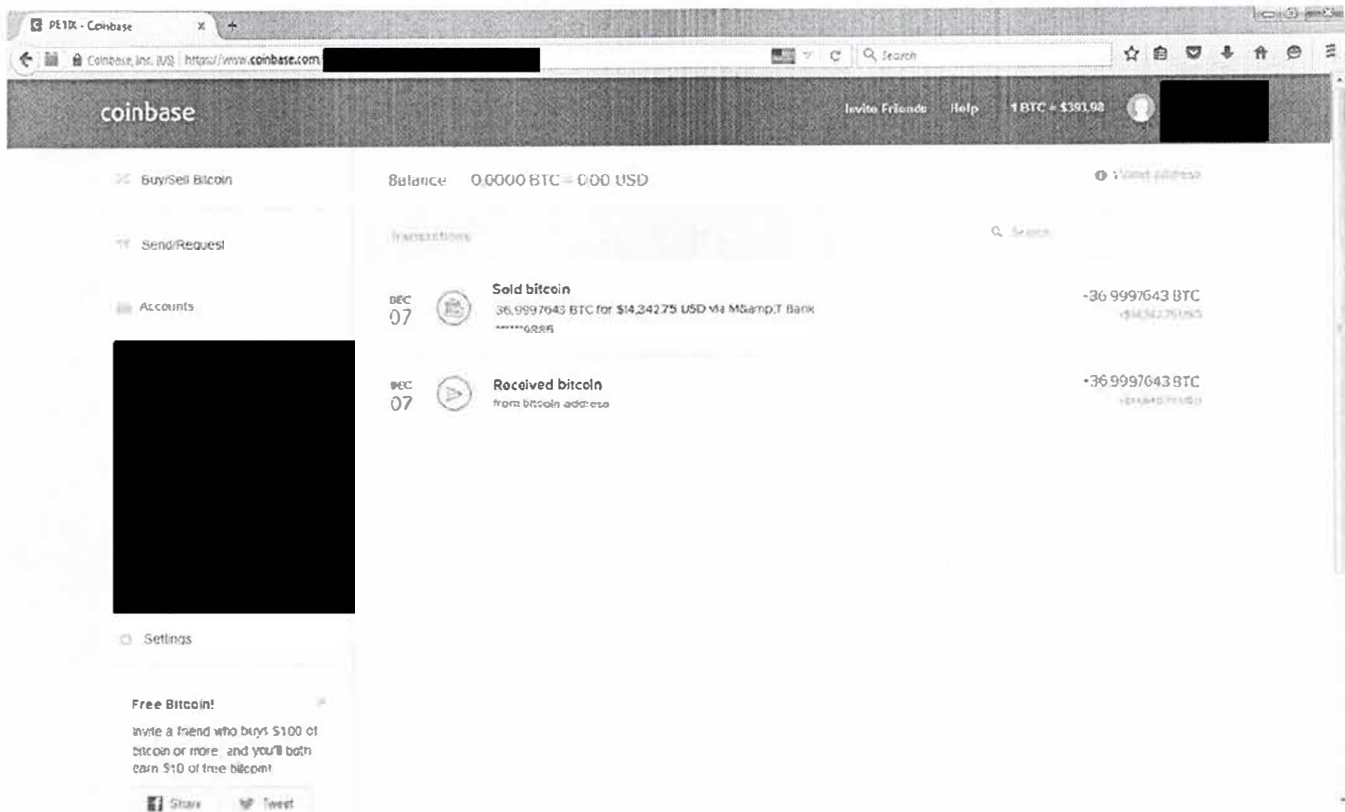 PE1IX - Coinbase
Coinbase, Inc. (US) https://www.coinbase.com
Search
coinbase
Invite Friends Help 1 BTC = $393.98
Buy/Sell Bitcoin
Balance 0.0000 BTC = 0.00 USD
Wallet Address
Send/Request
Transactions
Search
Accounts
DEC 07
Sold bitcoin
36.9997643 BTC for $14,342.75 USD via M&amp;T Bank
-36.9997643 BTC
DEC 07
Received bitcoin
from bitcoin address
+36.9997643 BTC
Settings
Free Bitcoin!
Invite a friend who buys $100 of
bitcoin or more, and you'll both
earn $10 of free bitcoin!
Share Tweet